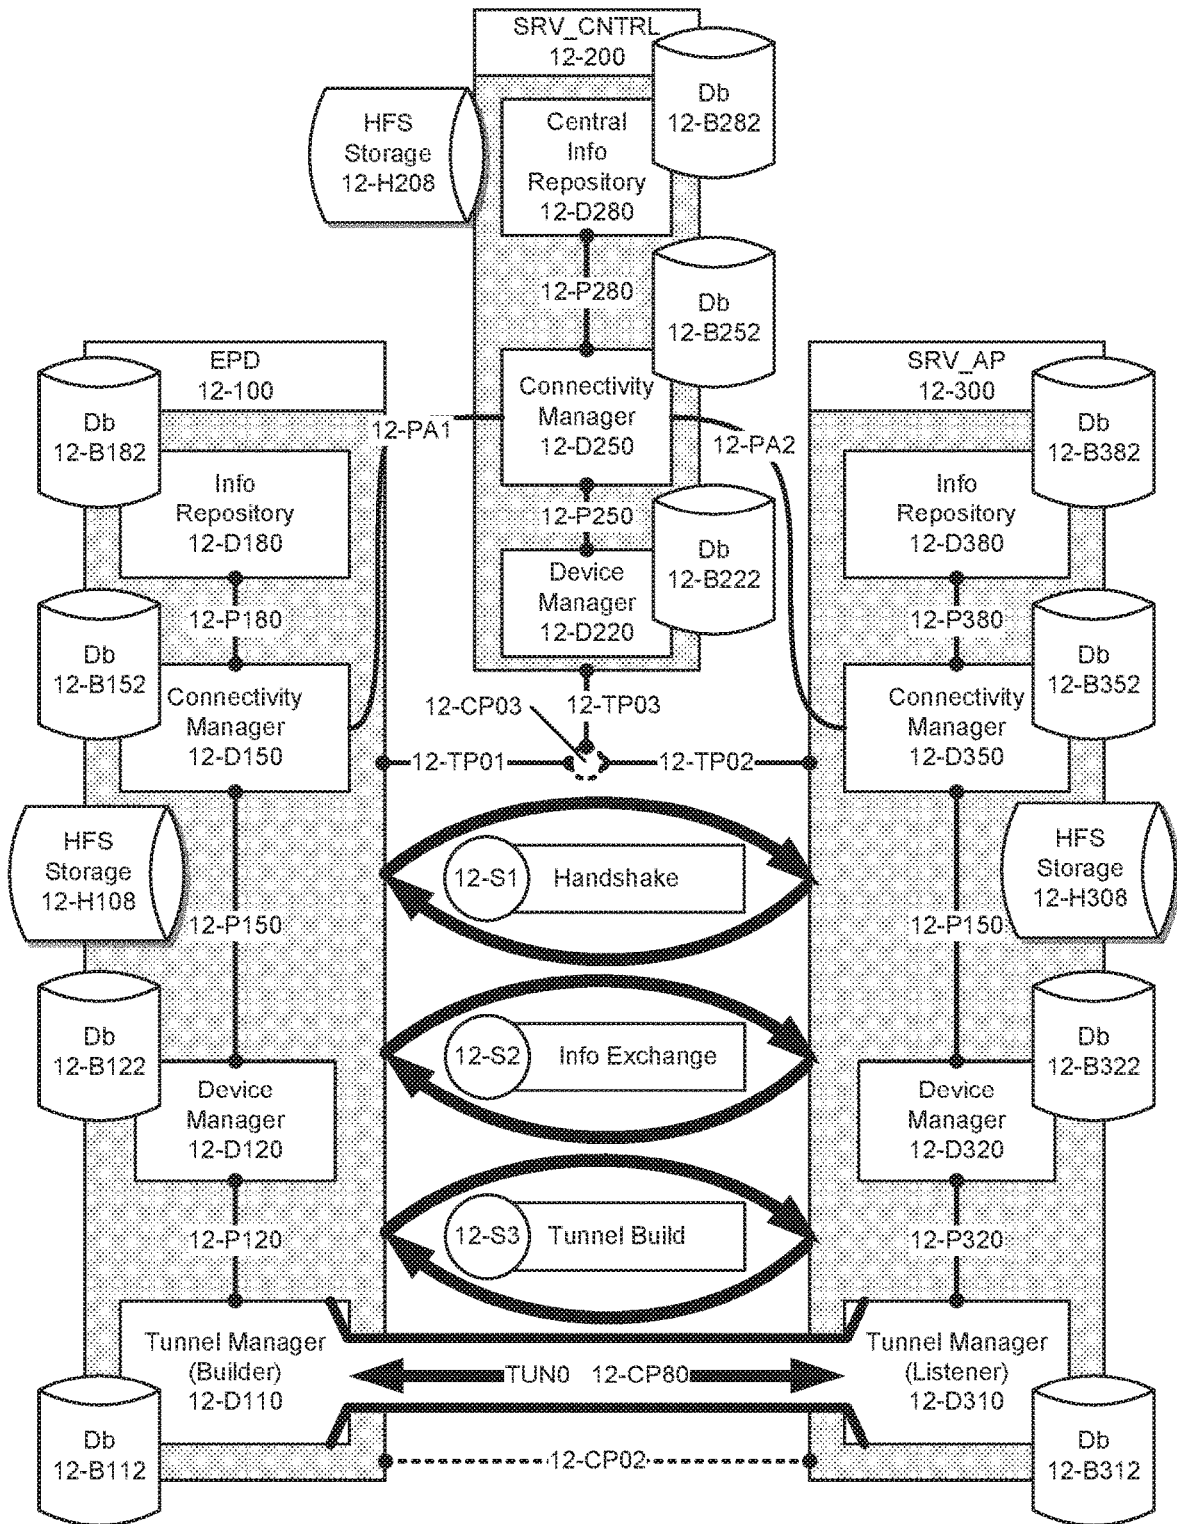 SRV_CNTRL
12-200
Db
12-B282
HFS
Storage
12-H208
Central
Info
Repository
12-D280
12-P280
Db
12-B252
Connectivity
Manager
12-D250
12-PA1
12-PA2
12-P250
Db
12-B222
Device
Manager
12-D220
EPD
12-100
Db
12-B182
Info
Repository
12-D180
12-P180
Db
12-B152
Connectivity
Manager
12-D150
SRV_AP
12-300
Db
12-B382
Info
Repository
12-D380
12-P380
Db
12-B352
Connectivity
Manager
12-D350
12-CP03
12-TP03
12-TP01
12-TP02
HFS
Storage
12-H108
12-P150
12-S1
Handshake
HFS
Storage
12-H308
12-P150
Db
12-B122
Device
Manager
12-D120
12-S2
Info Exchange
Db
12-B322
Device
Manager
12-D320
12-P120
12-S3
Tunnel Build
12-P320
Tunnel Manager
(Builder)
12-D110
TUN0
12-CP80
Tunnel Manager
(Listener)
12-D310
Db
12-B112
12-CP02
Db
12-B312